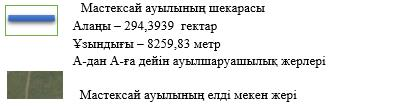 Мастексай ауылының шекарасы
Алаңы – 294,3939 гектар
Ұзындығы – 8259,83 метр
А-дан А-ға дейін ауылшаруашылық жерлері
Мастексай ауылының елді мекен жері